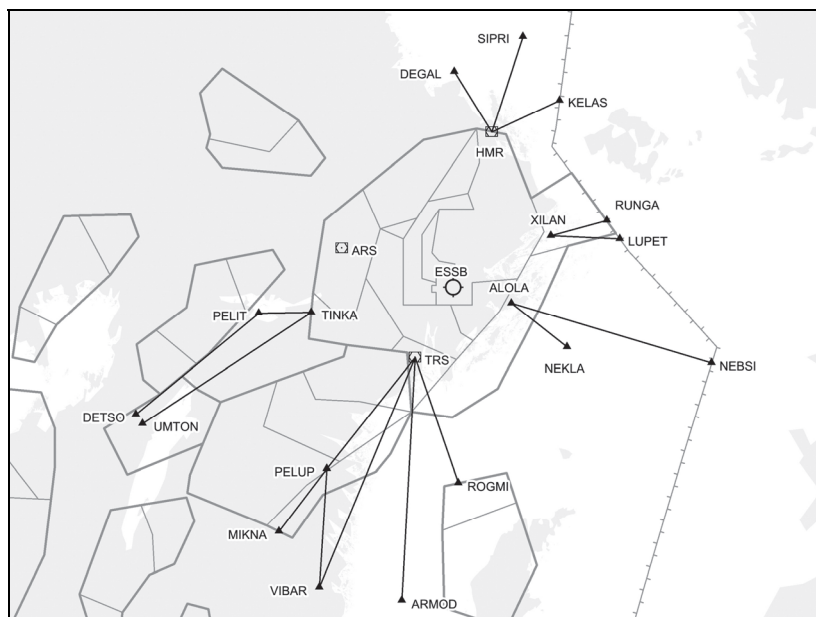 SIPRI
DEGAL
KELAS
HMR
RUNGA
XILAN
LUPET
ARS
ESSB
ALOLA
PELIT
TINKA
TRS
NEKLA
NEBSI
DETSO
UMTON
PELUP
ROGMI
MIKNA
VIBAR
ARMOD